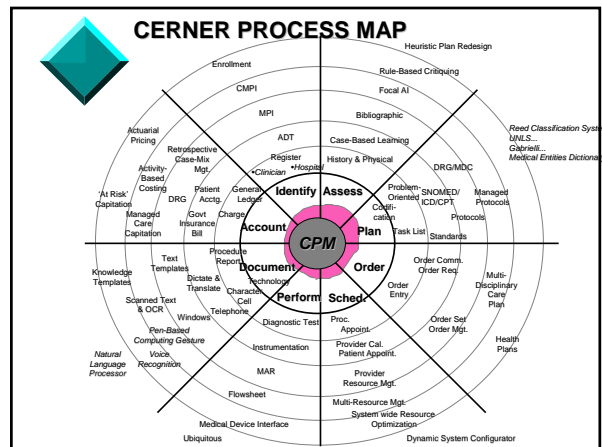 CERNER PROCESS MAP
Heuristic Plan Redesign
Enrollment
Rule-Based Critiquing
CMPI
Focal AI
MPI
Bibliographic
Actuarial
Pricing
Reed Classification Syste
UNLS...
Gabrielli...
Medical Entities Dictionar
ADT
Case-Based Learning
Retrospective
Case-Mix
Mgt.
Register
•Hospital
•Clinician
History & Physical
DRG/MDC
Activity-
Based
Costing
'At Risk'
Capitation
DRG
Patient
Acctg.
General
Ledger
Identify
Assess
Problem-
Oriented
SNOMED/
ICD/CPT
Managed
Protocols
Managed
Care
Capitation
Govt
Insurance
Bill
Charge
Account
Plan
Codifi-
cation
Task List
Protocols
Standards
CPM
Knowledge
Templates
Text
Templates
Procedure
Report
Document
Order
Order Comm.
Order Req.
Multi-
Disciplinary
Care
Plan
Dictate &
Translate
Technology
Character
Cell
Telephone
Perform
Sched.
Order
Entry
Scanned Text
& OCR
Windows
Pen-Based
Computing Gesture
Diagnostic Test
Proc.
Appoint.
Order Set
Order Mgt.
Health
Plans
Natural
Language
Processor
Voice
Recognition
Instrumentation
Provider Cal.
Patient Appoint.
MAR
Provider
Resource Mgt.
Flowsheet
Multi-Resource Mgt.
Medical Device Interface
System wide Resource
Optimization
Ubiquitous
Dynamic System Configurator